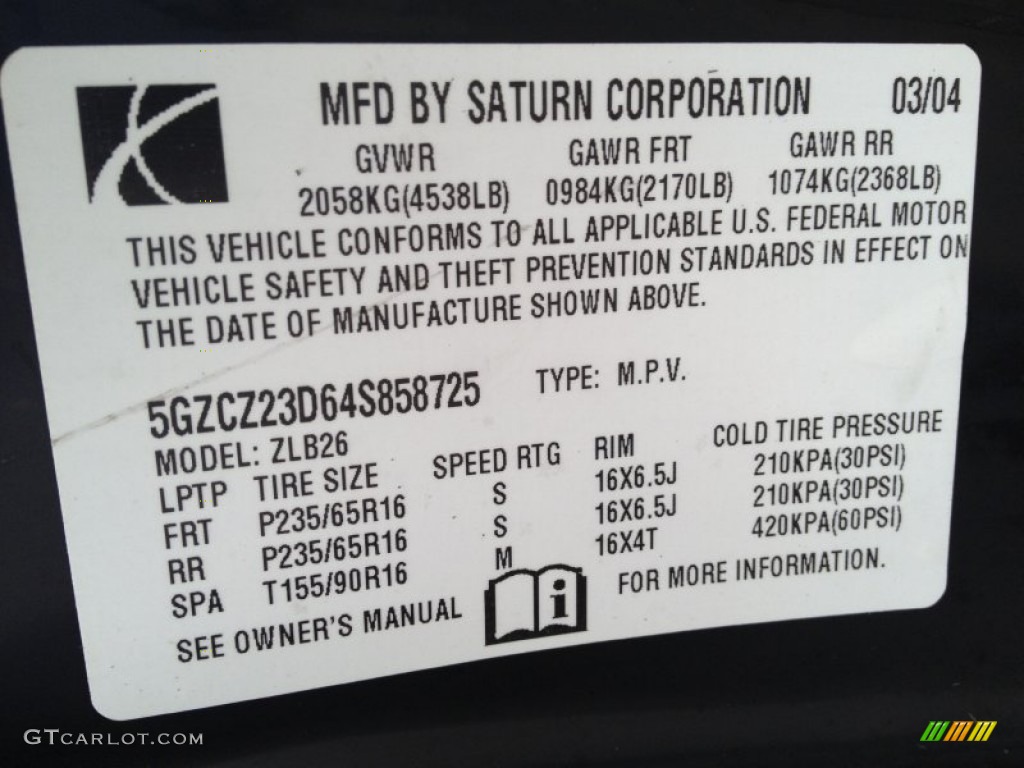 MFD BY SATURN CORPORATION 03/04
GVWR GAWR FRT GAWR RR
2058KG(4538LB) 0984KG(2170LB) 1074KG(2368LB)
THIS VEHICLE CONFORMS TO ALL APPLICABLE U.S. FEDERAL MOTOR
VEHICLE SAFETY AND THEFT PREVENTION STANDARDS IN EFFECT ON
THE DATE OF MANUFACTURE SHOWN ABOVE.
5GZCZ23D64S858725 TYPE: M.P.V.
MODEL: ZLB26
LPTP TIRE SIZE SPEED RTG RIM COLD TIRE PRESSURE
FRT P235/65R16 S 16X6.5J 210KPA(30PSI)
RR P235/65R16 S 16X6.5J 210KPA(30PSI)
SPA T155/90R16 M 16X4T 420KPA(60PSI)
SEE OWNER'S MANUAL i FOR MORE INFORMATION.
GTCARLOT.COM